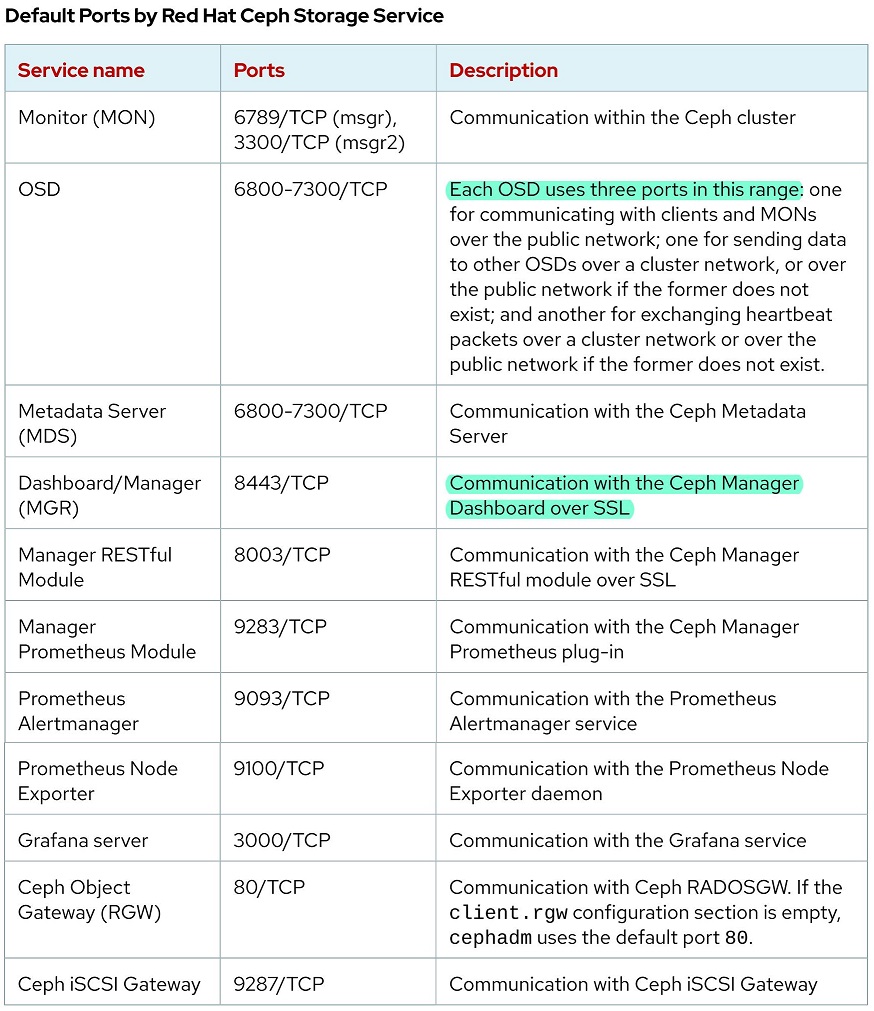 Default Ports by Red Hat Ceph Storage Service
Service name Ports Description
Monitor (MON) 6789/TCP (msgr), Communication within the Ceph cluster
3300/TCP (msgr2)
OSD 6800-7300/TCP Each OSD uses three ports in this range: one
for communicating with clients and MONs
over the public network; one for sending data
to other OSDs over a cluster network, or over
the public network if the former does not
exist; and another for exchanging heartbeat
packets over a cluster network or over the
public network if the former does not exist.
Metadata Server 6800-7300/TCP Communication with the Ceph Metadata
(MDS) Server
Dashboard/Manager 8443/TCP Communication with the Ceph Manager
(MGR) Dashboard over SSL
Manager RESTful 8003/TCP Communication with the Ceph Manager
Module RESTful module over SSL
Manager 9283/TCP Communication with the Ceph Manager
Prometheus Module Prometheus plug-in
Prometheus 9093/TCP Communication with the Prometheus
Alertmanager Alertmanager service
Prometheus Node 9100/TCP Communication with the Prometheus Node
Exporter Exporter daemon
Grafana server 3000/TCP Communication with the Grafana service
Ceph Object 80/TCP Communication with Ceph RADOSGW. If the
Gateway (RGW) client.rgw configuration section is empty,
cephadm uses the default port 80.
Ceph iSCSI Gateway 9287/TCP Communication with Ceph iSCSI Gateway